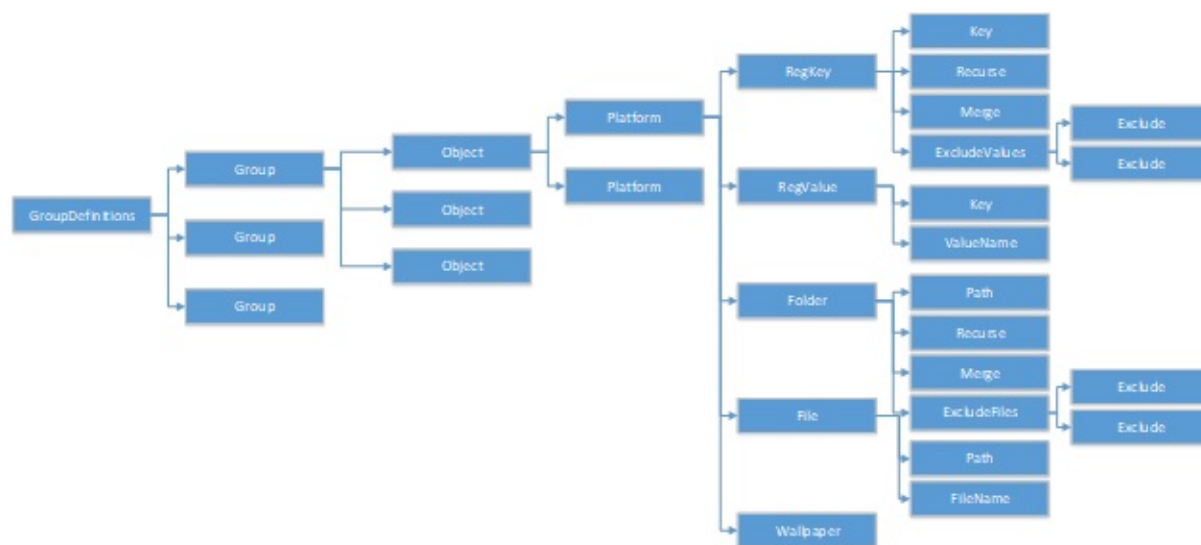 GroupDefinitions
Group
Group
Group
Object
Object
Object
Platform
Platform
RegKey
Key
Recurse
Merge
ExcludeValues
Exclude
Exclude
RegValue
Key
ValueName
Folder
Path
Recurse
Merge
ExcludeFiles
Exclude
Exclude
File
Path
FileName
Wallpaper